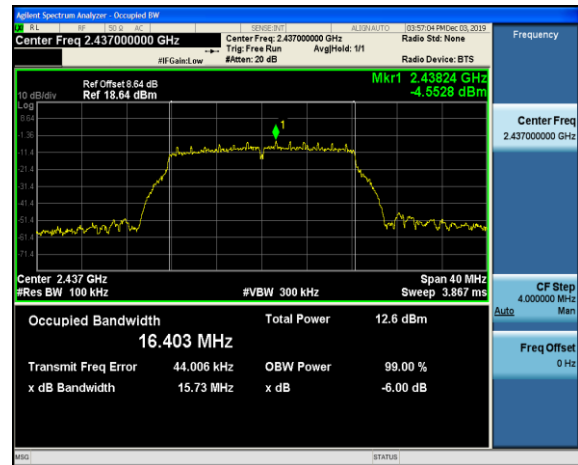 Agilent Spectrum Analyzer - Occupied BW
RL RF 50 Ω AC SENSE:INT ALIGNAUTO 03:57:04 PMDec 03, 2019
Center Freq 2.437000000 GHz
Center Freq: 2.437000000 GHz
Radio Std: None
Trig: Free Run Avg|Hold: 1/1
#IFGain:Low #Atten: 20 dB Radio Device: BTS
Frequency
Mkr1 2.43824 GHz
-4.5528 dBm
Ref Offset 8.64 dB
10 dB/div Ref 18.64 dBm
Log
8.64
-1.36
-11.4
-21.4
-31.4
-41.4
-51.4
-61.4
-71.4
1
Center 2.437 GHz Span 40 MHz
#Res BW 100 kHz #VBW 300 kHz Sweep 3.867 ms
Occupied Bandwidth Total Power 12.6 dBm
16.403 MHz
Transmit Freq Error 44.006 kHz OBW Power 99.00 %
x dB Bandwidth 15.73 MHz x dB -6.00 dB
Center Freq
2.437000000 GHz
CF Step
4.000000 MHz
Auto Man
Freq Offset
0 Hz
MSG STATUS